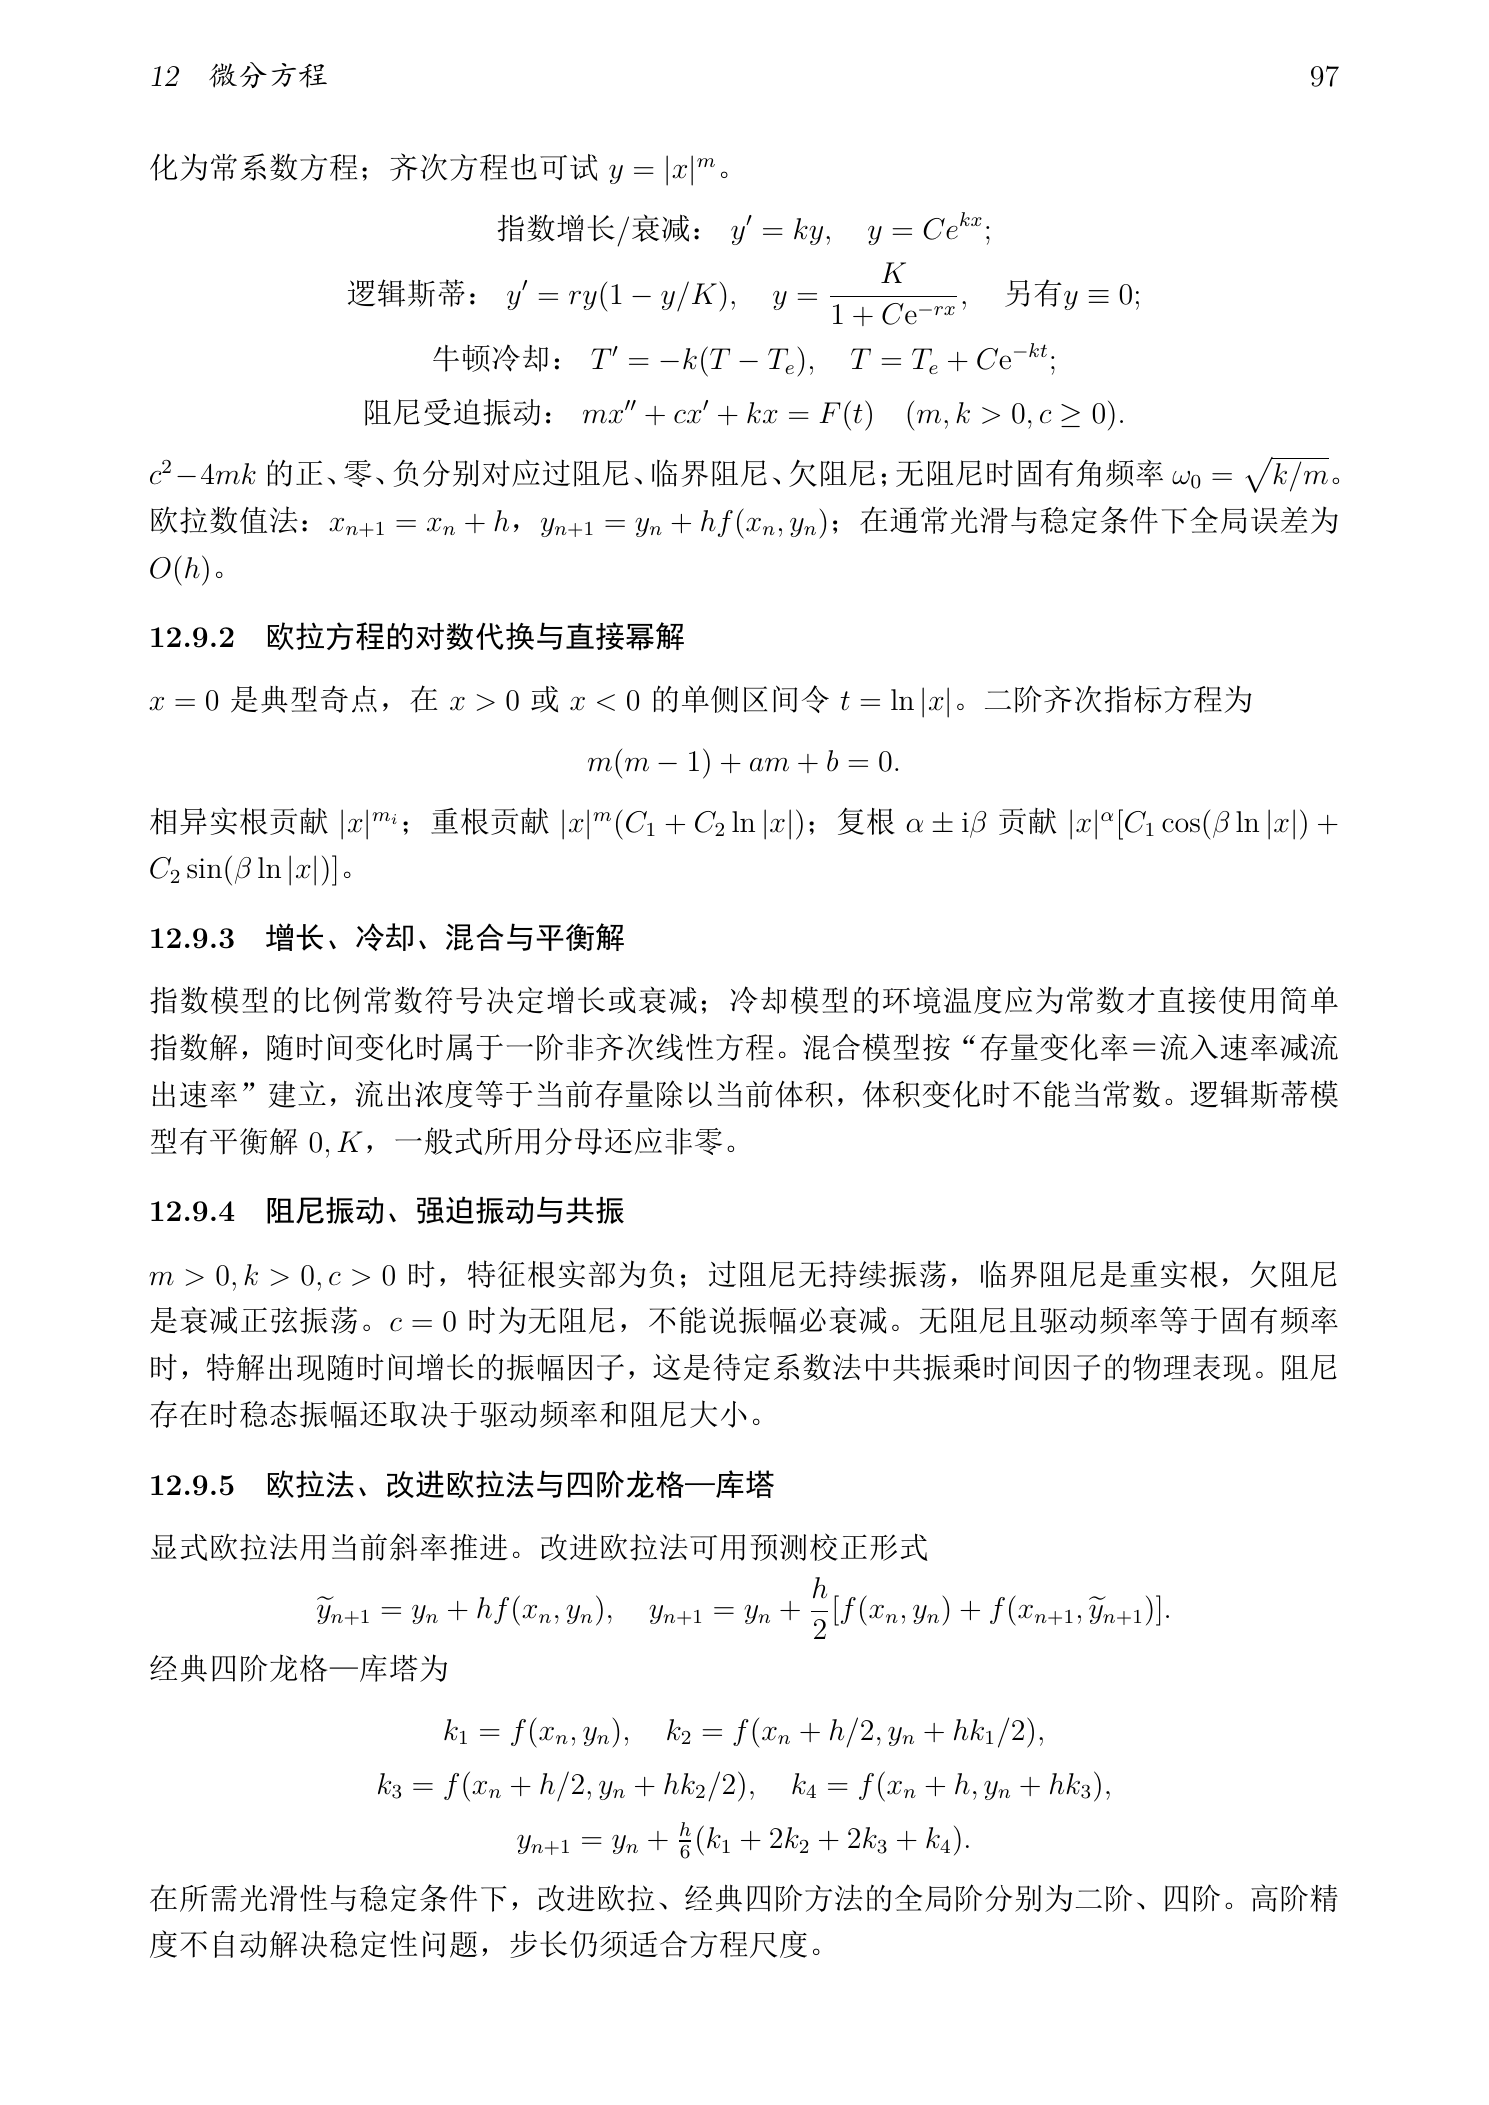 12 微分方程 97
化为常系数方程；齐次方程也可试 y = |x|^m。
指数增长/衰减： y′ = ky, y = Ce^{kx};
逻辑斯蒂： y′ = ry(1 − y/K), y = \frac{K}{1 + Ce^{−rx}}, 另有y ≡ 0;
牛顿冷却： T′ = −k(T − T_e), T = T_e + Ce^{−kt};
阻尼受迫振动： mx″ + cx′ + kx = F(t) (m, k > 0, c ≥ 0).
c²−4mk 的正、零、负分别对应过阻尼、临界阻尼、欠阻尼；无阻尼时固有角频率 ω_0 = \sqrt{k/m}。
欧拉数值法：x_{n+1} = x_n + h，y_{n+1} = y_n + hf(x_n, y_n)；在通常光滑与稳定条件下全局误差为
O(h)。
12.9.2 欧拉方程的对数代换与直接幂解
x = 0 是典型奇点，在 x > 0 或 x < 0 的单侧区间令 t = ln |x|。二阶齐次指标方程为
m(m − 1) + am + b = 0.
相异实根贡献 |x|^{m_i}；重根贡献 |x|^m(C_1 + C_2 ln |x|)；复根 α ± iβ 贡献 |x|^α[C_1 cos(β ln |x|) +
C_2 sin(β ln |x|)]。
12.9.3 增长、冷却、混合与平衡解
指数模型的比例常数符号决定增长或衰减；冷却模型的环境温度应为常数才直接使用简单
指数解，随时间变化时属于一阶非齐次线性方程。混合模型按“存量变化率＝流入速率减流
出速率”建立，流出浓度等于当前存量除以当前体积，体积变化时不能当常数。逻辑斯蒂模
型有平衡解 0, K，一般式所用分母还应非零。
12.9.4 阻尼振动、强迫振动与共振
m > 0, k > 0, c > 0 时，特征根实部为负；过阻尼无持续振荡，临界阻尼是重实根，欠阻尼
是衰减正弦振荡。c = 0 时为无阻尼，不能说振幅必衰减。无阻尼且驱动频率等于固有频率
时，特解出现随时间增长的振幅因子，这是待定系数法中共振乘时间因子的物理表现。阻尼
存在时稳态振幅还取决于驱动频率和阻尼大小。
12.9.5 欧拉法、改进欧拉法与四阶龙格—库塔
显式欧拉法用当前斜率推进。改进欧拉法可用预测校正形式
ỹ_{n+1} = y_n + hf(x_n, y_n), y_{n+1} = y_n + \frac{h}{2}[f(x_n, y_n) + f(x_{n+1}, ỹ_{n+1})].
经典四阶龙格—库塔为
k_1 = f(x_n, y_n), k_2 = f(x_n + h/2, y_n + hk_1/2),
k_3 = f(x_n + h/2, y_n + hk_2/2), k_4 = f(x_n + h, y_n + hk_3),
y_{n+1} = y_n + \frac{h}{6}(k_1 + 2k_2 + 2k_3 + k_4).
在所需光滑性与稳定条件下，改进欧拉、经典四阶方法的全局阶分别为二阶、四阶。高阶精
度不自动解决稳定性问题，步长仍须适合方程尺度。